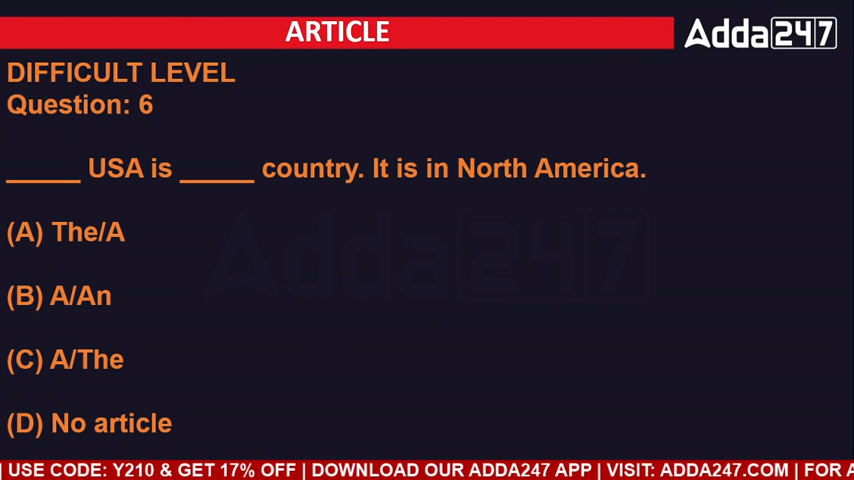 ARTICLE
Adda247
DIFFICULT LEVEL
Question: 6
_____ USA is _____ country. It is in North America.
(A) The/A
Adda247
(B) A/An
(C) A/The
(D) No article
| USE CODE: Y210 & GET 17% OFF | DOWNLOAD OUR ADDA247 APP | VISIT: ADDA247.COM | FOR A